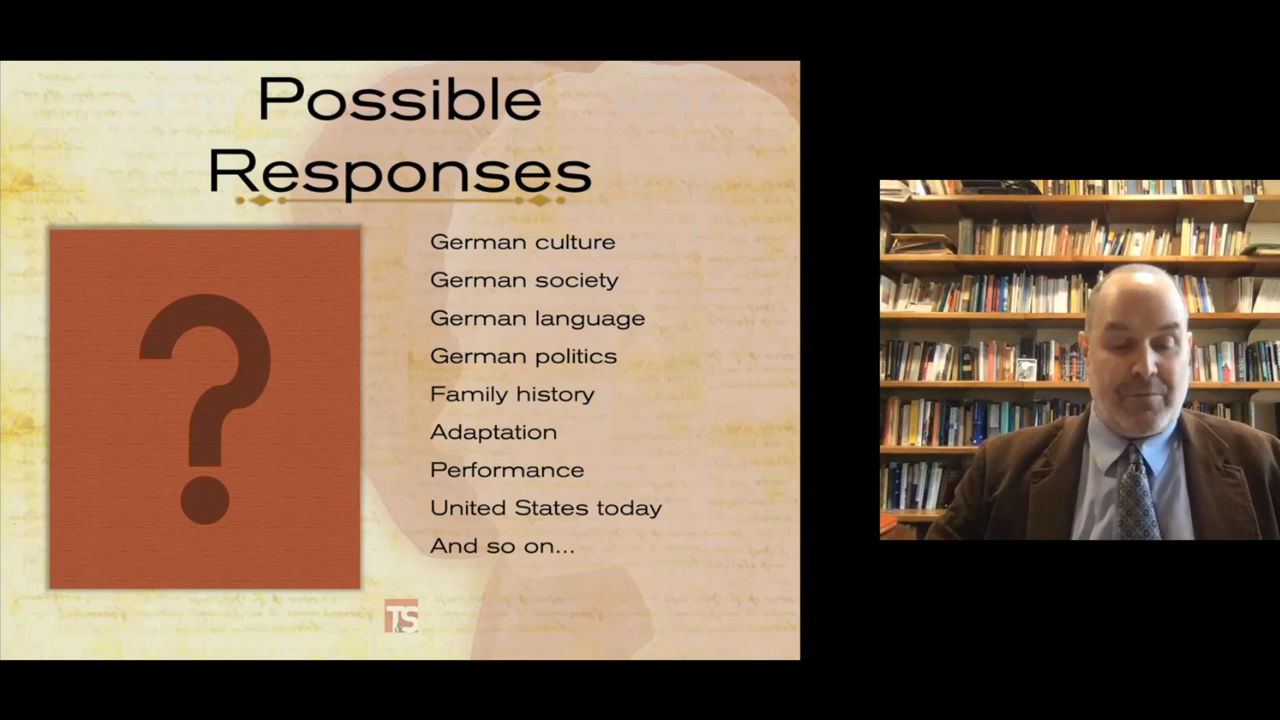 Possible
Responses
German culture
German society
German language
German politics
Family history
Adaptation
Performance
United States today
And so on...
?
T&S